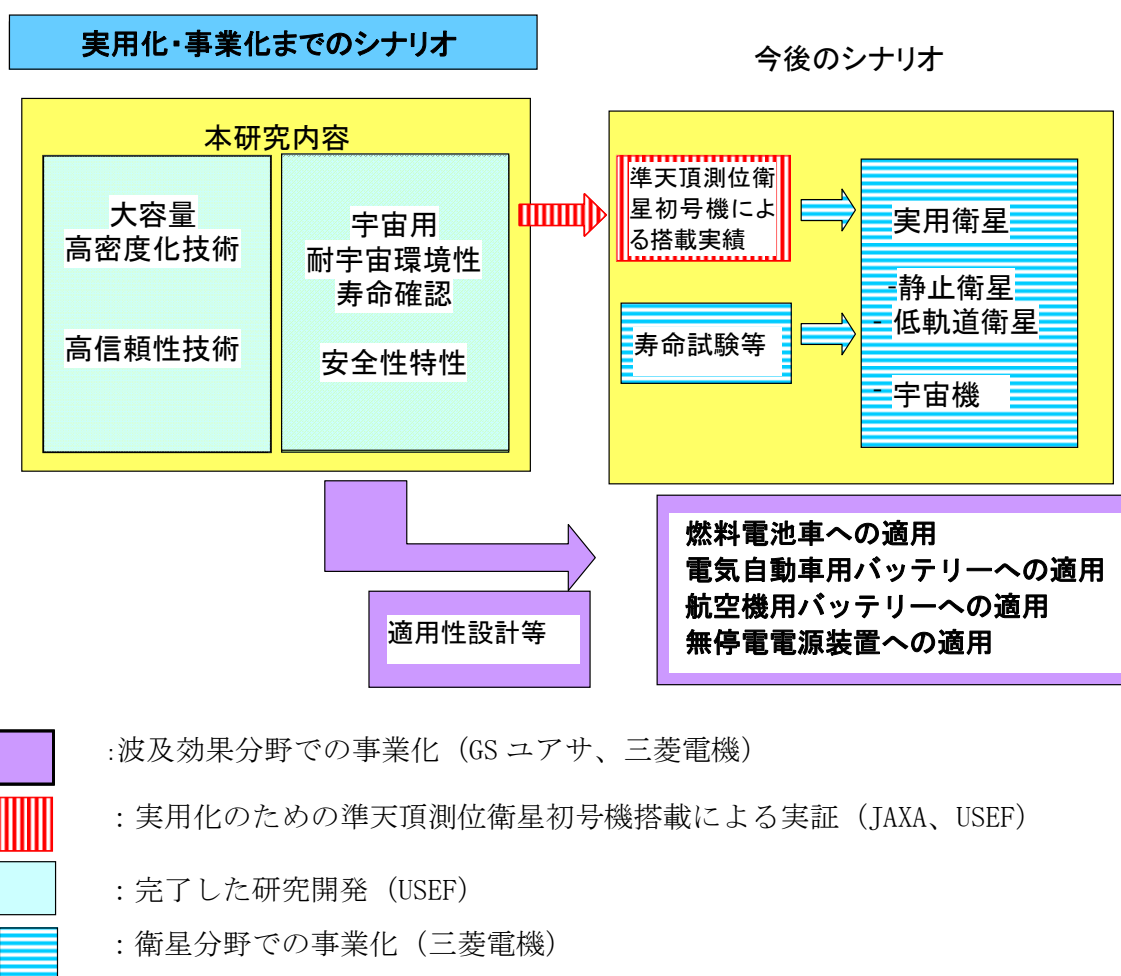 実用化・事業化までのシナリオ
今後のシナリオ
本研究内容
大容量
高密度化技術
高信頼性技術
宇宙用
耐宇宙環境性
寿命確認
安全性特性
準天頂測位衛
星初号機によ
る搭載実績
寿命試験等
実用衛星
-静止衛星
- 低軌道衛星
- 宇宙機
適用性設計等
燃料電池車への適用
電気自動車用バッテリーへの適用
航空機用バッテリーへの適用
無停電電源装置への適用
:波及効果分野での事業化（GS ユアサ、三菱電機）
：実用化のための準天頂測位衛星初号機搭載による実証（JAXA、USEF）
：完了した研究開発（USEF）
：衛星分野での事業化（三菱電機）